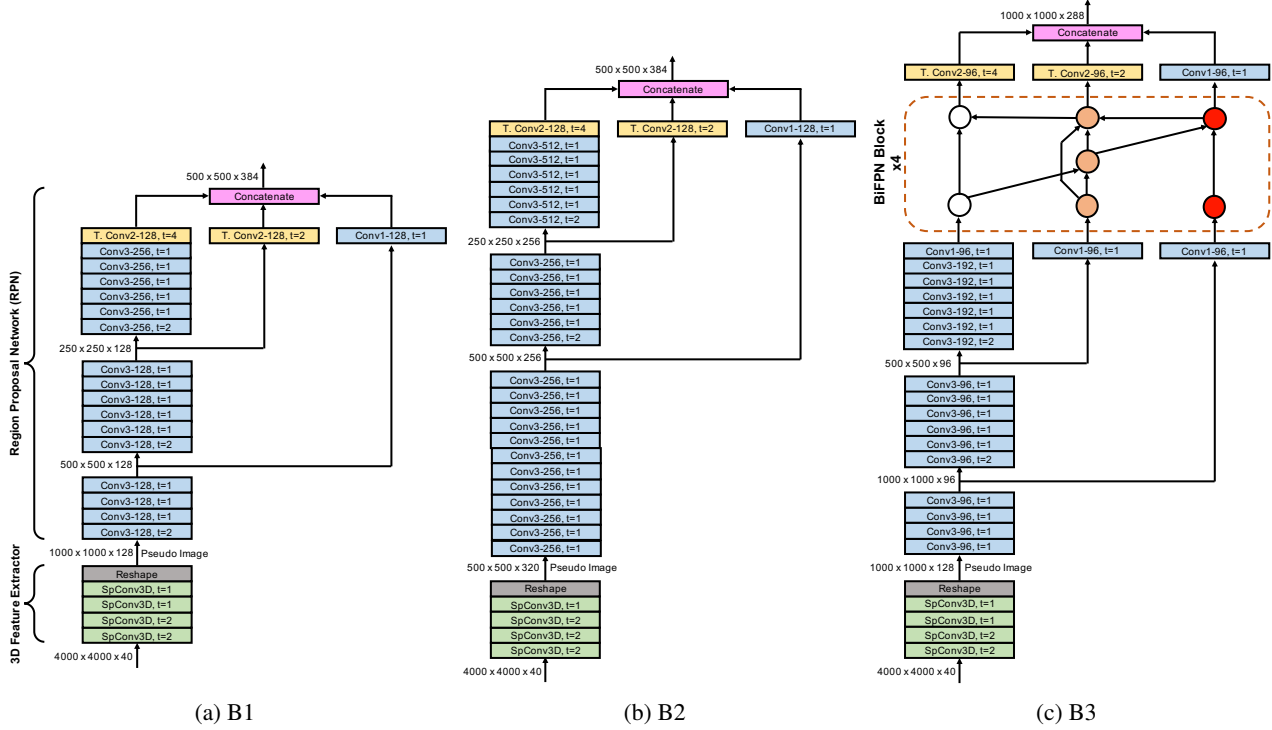 Region Proposal Network (RPN)
3D Feature Extractor
500 x 500 x 384
Concatenate
T. Conv2-128, t=4
T. Conv2-128, t=2
Conv1-128, t=1
Conv3-256, t=1
Conv3-256, t=1
Conv3-256, t=1
Conv3-256, t=1
Conv3-256, t=1
Conv3-256, t=2
250 x 250 x 128
Conv3-128, t=1
Conv3-128, t=1
Conv3-128, t=1
Conv3-128, t=1
Conv3-128, t=1
Conv3-128, t=2
500 x 500 x 128
Conv3-128, t=1
Conv3-128, t=1
Conv3-128, t=1
Conv3-128, t=2
1000 x 1000 x 128 Pseudo Image
Reshape
SpConv3D, t=1
SpConv3D, t=1
SpConv3D, t=2
SpConv3D, t=2
4000 x 4000 x 40
(a) B1
500 x 500 x 384
Concatenate
T. Conv2-128, t=4
T. Conv2-128, t=2
Conv1-128, t=1
Conv3-512, t=1
Conv3-512, t=1
Conv3-512, t=1
Conv3-512, t=1
Conv3-512, t=1
Conv3-512, t=2
250 x 250 x 256
Conv3-256, t=1
Conv3-256, t=1
Conv3-256, t=1
Conv3-256, t=1
Conv3-256, t=1
Conv3-256, t=2
500 x 500 x 256
Conv3-256, t=1
Conv3-256, t=1
Conv3-256, t=1
Conv3-256, t=1
Conv3-256, t=1
Conv3-256, t=1
Conv3-256, t=1
Conv3-256, t=1
Conv3-256, t=1
Conv3-256, t=1
Conv3-256, t=1
Conv3-256, t=1
500 x 500 x 320 Pseudo Image
Reshape
SpConv3D, t=1
SpConv3D, t=2
SpConv3D, t=2
SpConv3D, t=2
4000 x 4000 x 40
(b) B2
1000 x 1000 x 288
Concatenate
T. Conv2-96, t=4
T. Conv2-96, t=2
Conv1-96, t=1
BiFPN Block
x4
Conv1-96, t=1
Conv1-96, t=1
Conv1-96, t=1
Conv3-192, t=1
Conv3-192, t=1
Conv3-192, t=1
Conv3-192, t=1
Conv3-192, t=1
Conv3-192, t=2
500 x 500 x 96
Conv3-96, t=1
Conv3-96, t=1
Conv3-96, t=1
Conv3-96, t=1
Conv3-96, t=1
Conv3-96, t=2
1000 x 1000 x 96
Conv3-96, t=1
Conv3-96, t=1
Conv3-96, t=1
Conv3-96, t=1
1000 x 1000 x 128 Pseudo Image
Reshape
SpConv3D, t=1
SpConv3D, t=1
SpConv3D, t=2
SpConv3D, t=2
4000 x 4000 x 40
(c) B3